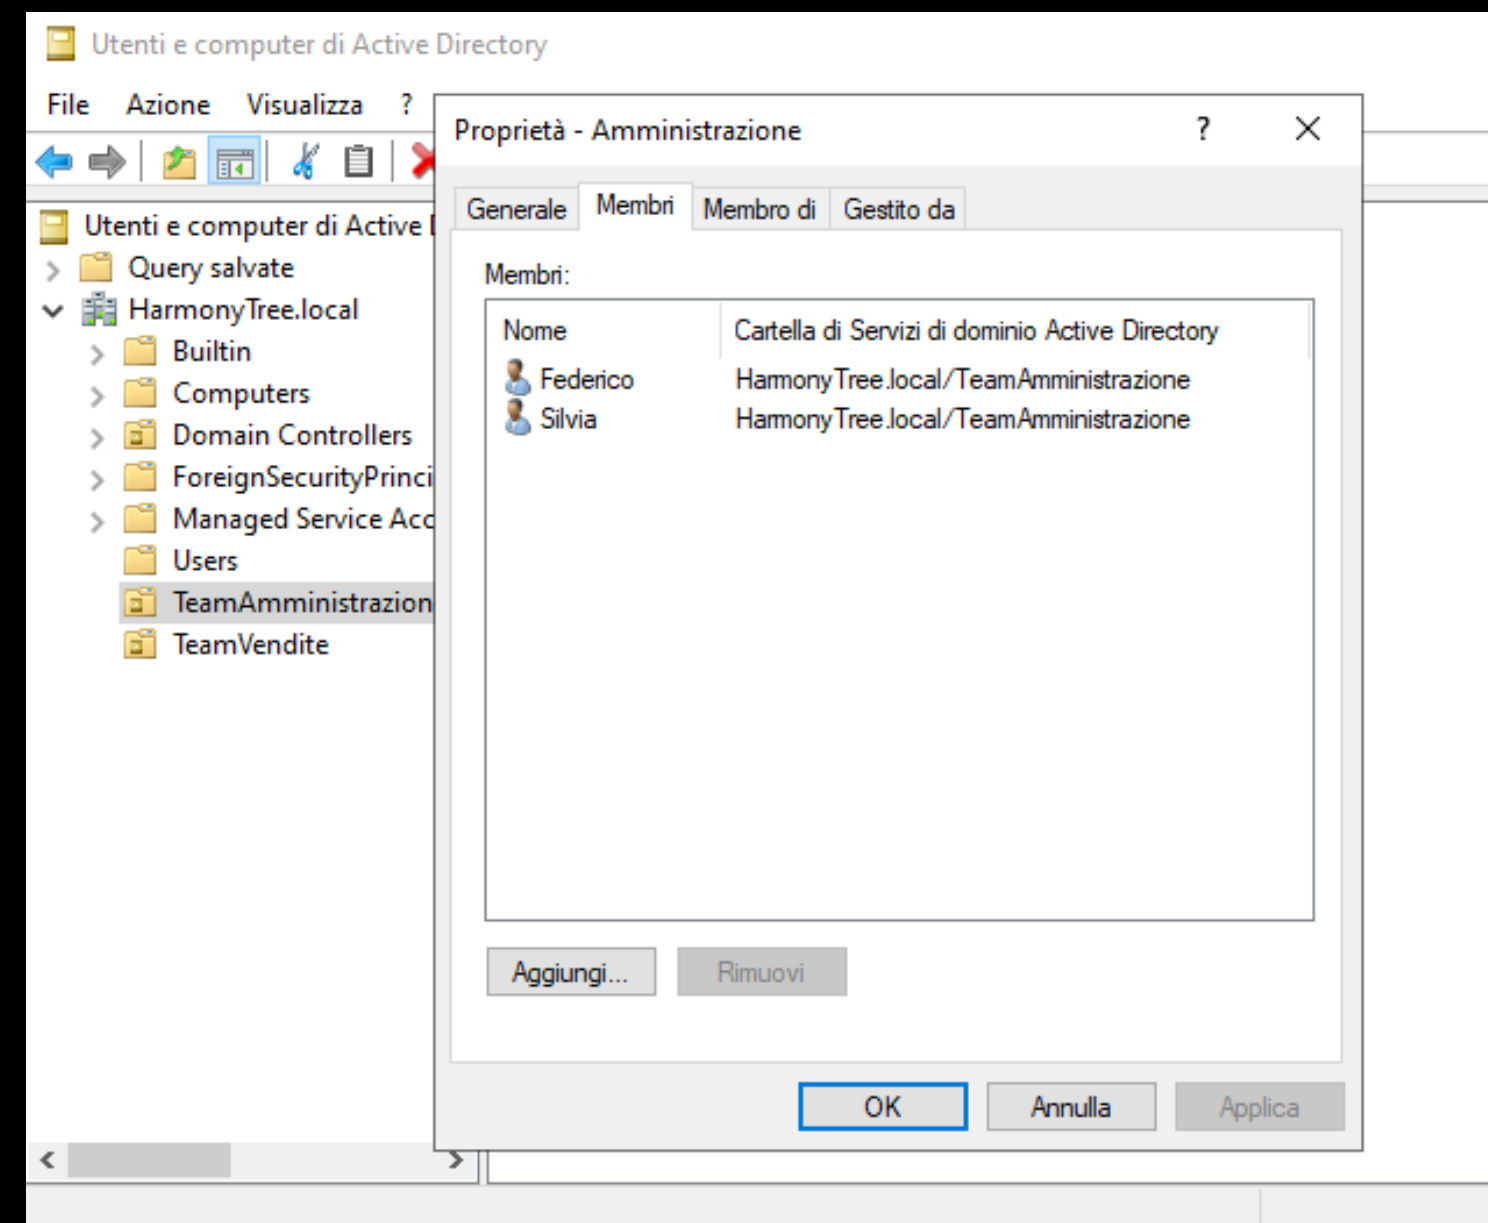 Utenti e computer di Active Directory
File Azione Visualizza ?
Proprietà - Amministrazione ?
Generale Membri Membro di Gestito da
Utenti e computer di Active
Query salvate
HarmonyTree.local
Builtin
Computers
Domain Controllers
ForeignSecurityPrinci
Managed Service Acc
Users
TeamAmministrazion
TeamVendite
Membri:
Nome Cartella di Servizi di dominio Active Directory
Federico HarmonyTree.local/TeamAmministrazione
Silvia HarmonyTree.local/TeamAmministrazione
Aggiungi... Rimuovi
OK Annulla Applica